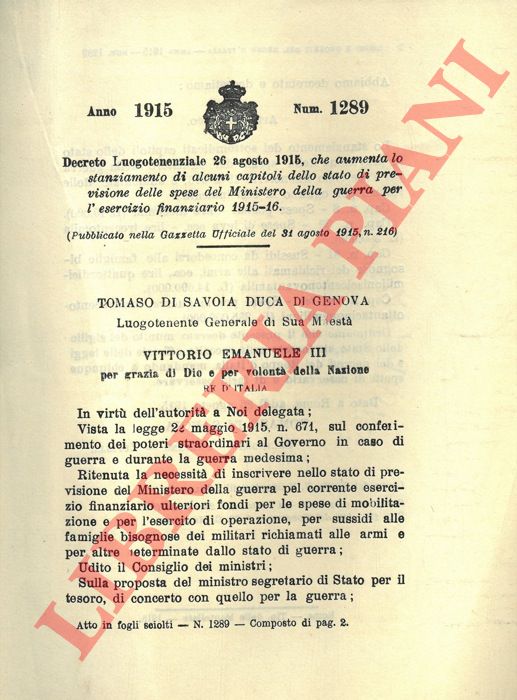 Anno 1915 Num. 1289
Decreto Luogotenenziale 26 agosto 1915, che aumenta lo
stanziamento di alcuni capitoli dello stato di pre-
visione delle spese del Ministero della guerra per
l'esercizio finanziario 1915-16.
(Pubblicato nella Gazzetta Ufficiale del 31 agosto 1915, n. 216)
TOMASO DI SAVOIA DUCA DI GENOVA
Luogotenente Generale di Sua Maestà
VITTORIO EMANUELE III
per grazia di Dio e per volontà della Nazione
RE D'ITALIA
In virtù dell'autorità a Noi delegata;
Vista la legge 22 maggio 1915, n. 671, sul conferi-
mento dei poteri straordinari al Governo in caso di
guerra e durante la guerra medesima;
Ritenuta la necessità di inscrivere nello stato di pre-
visione del Ministero della guerra pel corrente eserci-
zio finanziario ulteriori fondi per le spese di mobilita-
zione e per l'esercito di operazione, per sussidi alle
famiglie bisognose dei militari richiamati alle armi e
per altre determinate dallo stato di guerra;
Udito il Consiglio dei ministri;
Sulla proposta del ministro segretario di Stato per il
tesoro, di concerto con quello per la guerra;
Atto in fogli sciolti — N. 1289 — Composto di pag. 2.
LIBRERIA PIANI